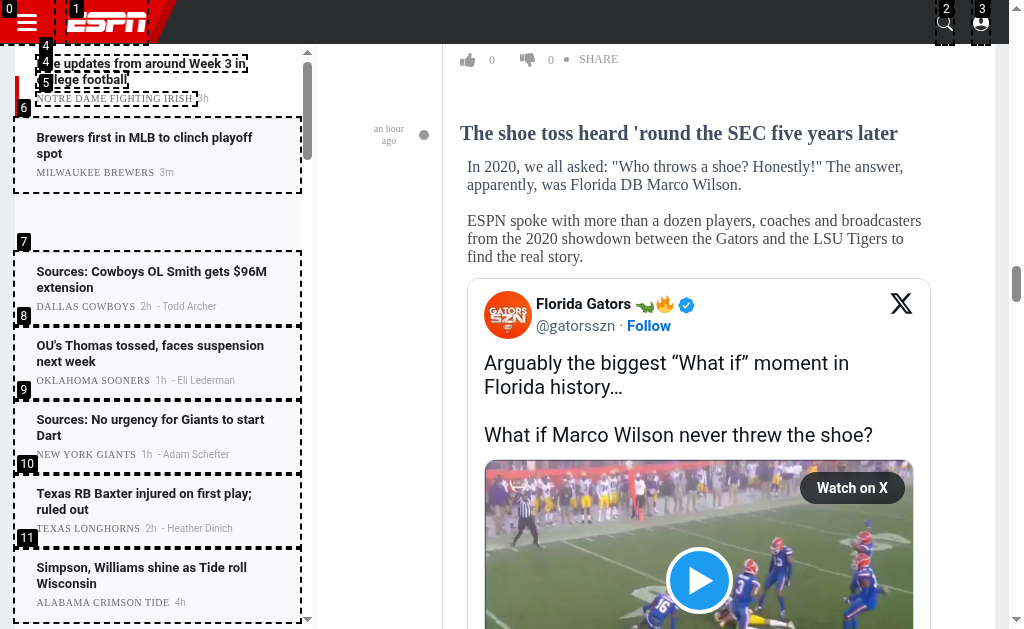 0
1
ESPN
2
3
4
4
e updates from around Week 3 in
llege football
5
NOTRE DAME FIGHTING IRISH 3h
6
Brewers first in MLB to clinch playoff
spot
MILWAUKEE BREWERS 3m
7
Sources: Cowboys OL Smith gets $96M
extension
DALLAS COWBOYS 2h - Todd Archer
8
OU's Thomas tossed, faces suspension
next week
OKLAHOMA SOONERS 1h - Eli Lederman
9
Sources: No urgency for Giants to start
Dart
NEW YORK GIANTS 1h - Adam Schefter
10
Texas RB Baxter injured on first play;
ruled out
TEXAS LONGHORNS 2h - Heather Dinich
11
Simpson, Williams shine as Tide roll
Wisconsin
ALABAMA CRIMSON TIDE 4h
0 0 • SHARE
an hour
ago
The shoe toss heard 'round the SEC five years later
In 2020, we all asked: "Who throws a shoe? Honestly!" The answer,
apparently, was Florida DB Marco Wilson.
ESPN spoke with more than a dozen players, coaches and broadcasters
from the 2020 showdown between the Gators and the LSU Tigers to
find the real story.
GATORS
SZN
Florida Gators 🐊🔥
@gatorsszn · Follow
X
Arguably the biggest “What if” moment in
Florida history…
What if Marco Wilson never threw the shoe?
Watch on X
16
3